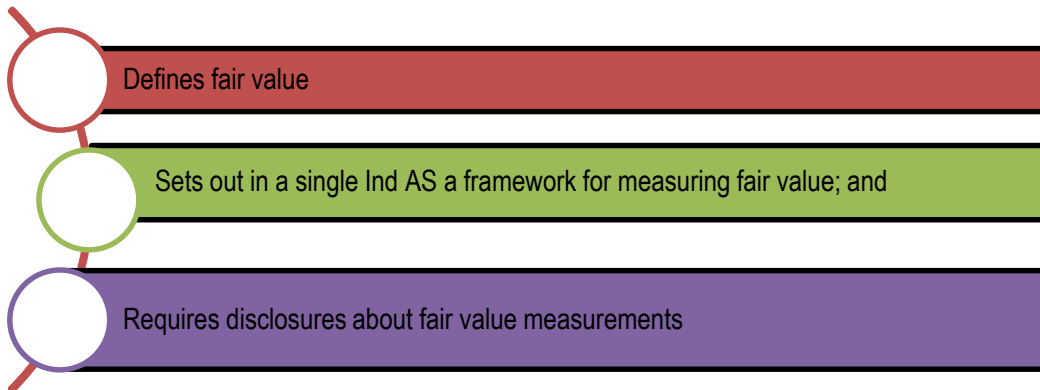 Defines fair value
Sets out in a single Ind AS a framework for measuring fair value; and
Requires disclosures about fair value measurements